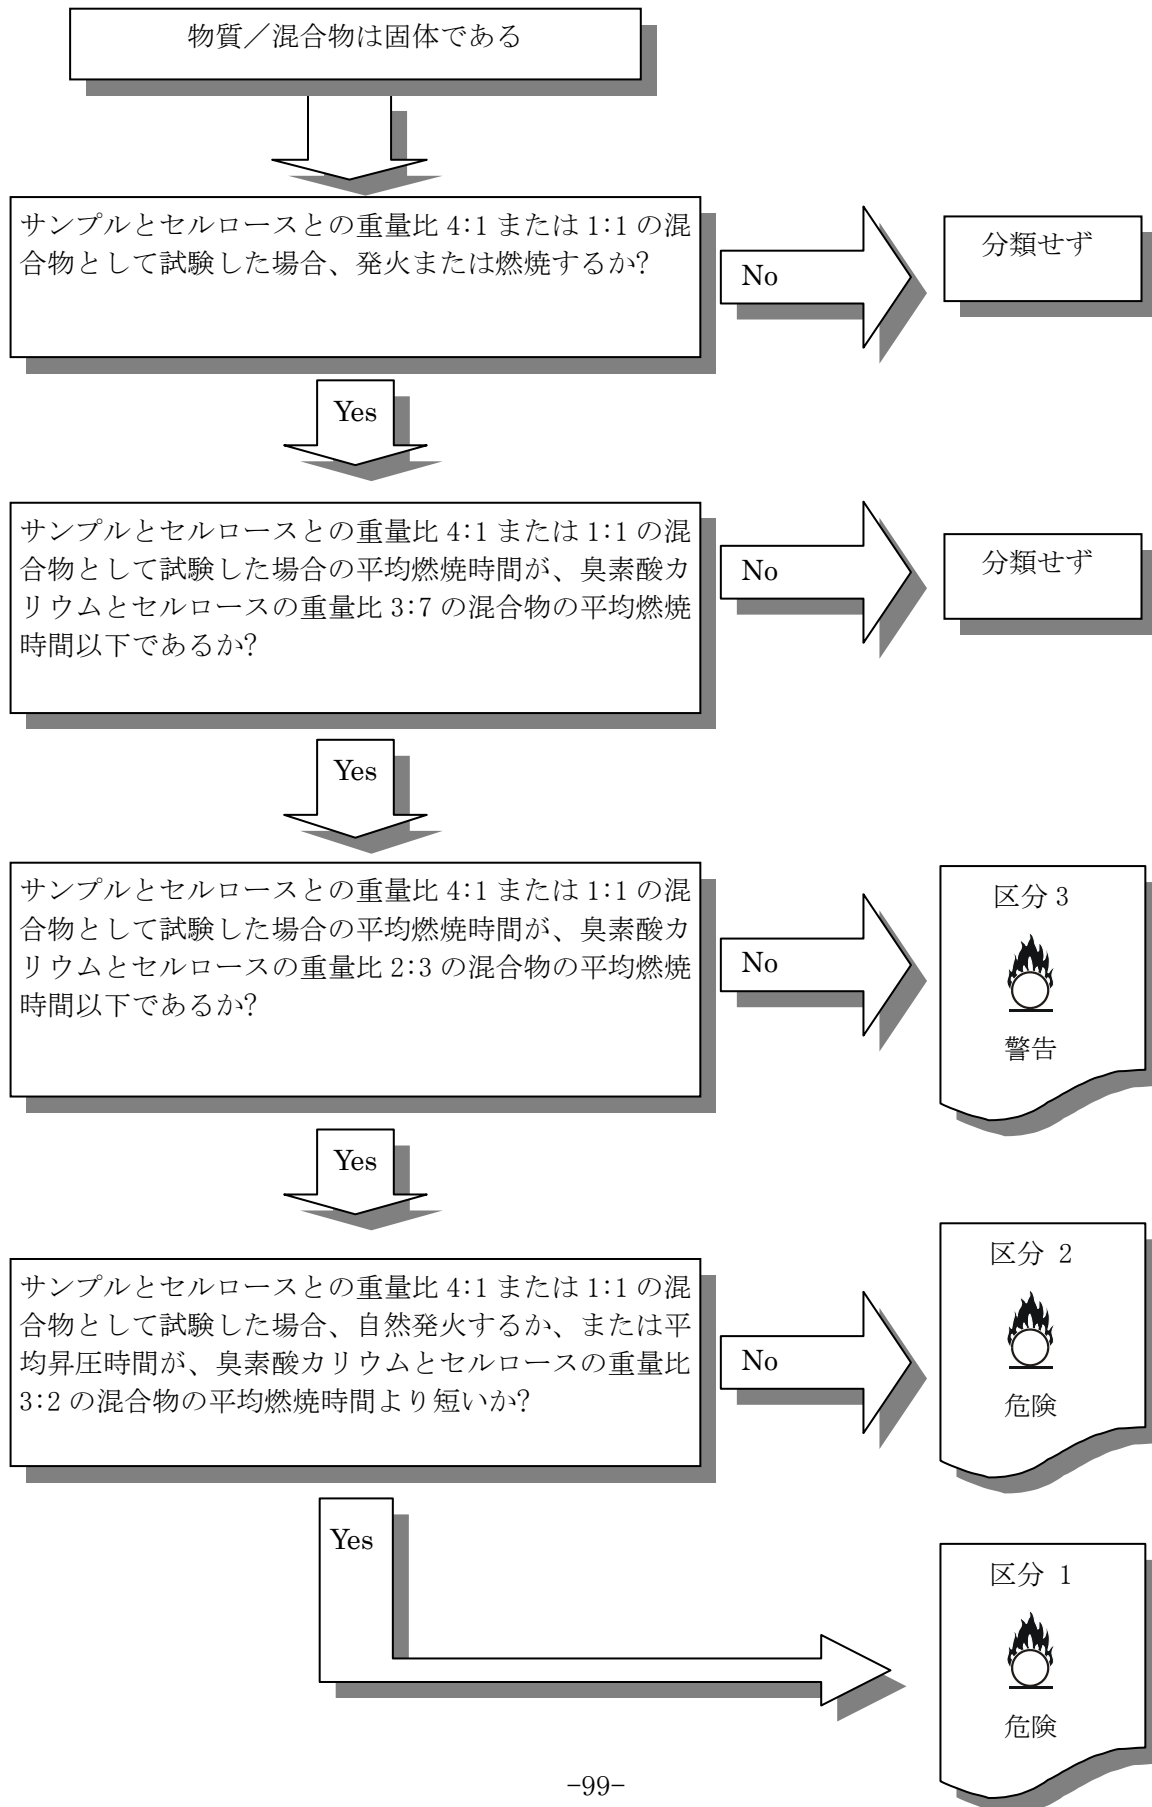 物質／混合物は固体である
サンプルとセルロースとの重量比 4:1 または 1:1 の混
合物として試験した場合、発火または燃焼するか?
No
分類せず
Yes
サンプルとセルロースとの重量比 4:1 または 1:1 の混
合物として試験した場合の平均燃焼時間が、臭素酸カ
リウムとセルロースの重量比 3:7 の混合物の平均燃焼
時間以下であるか?
No
分類せず
Yes
サンプルとセルロースとの重量比 4:1 または 1:1 の混
合物として試験した場合の平均燃焼時間が、臭素酸カ
リウムとセルロースの重量比 2:3 の混合物の平均燃焼
時間以下であるか?
No
区分 3
警告
Yes
サンプルとセルロースとの重量比 4:1 または 1:1 の混
合物として試験した場合、自然発火するか、または平
均昇圧時間が、臭素酸カリウムとセルロースの重量比
3:2 の混合物の平均燃焼時間より短いか?
No
区分 2
危険
Yes
区分 1
危険
-99-